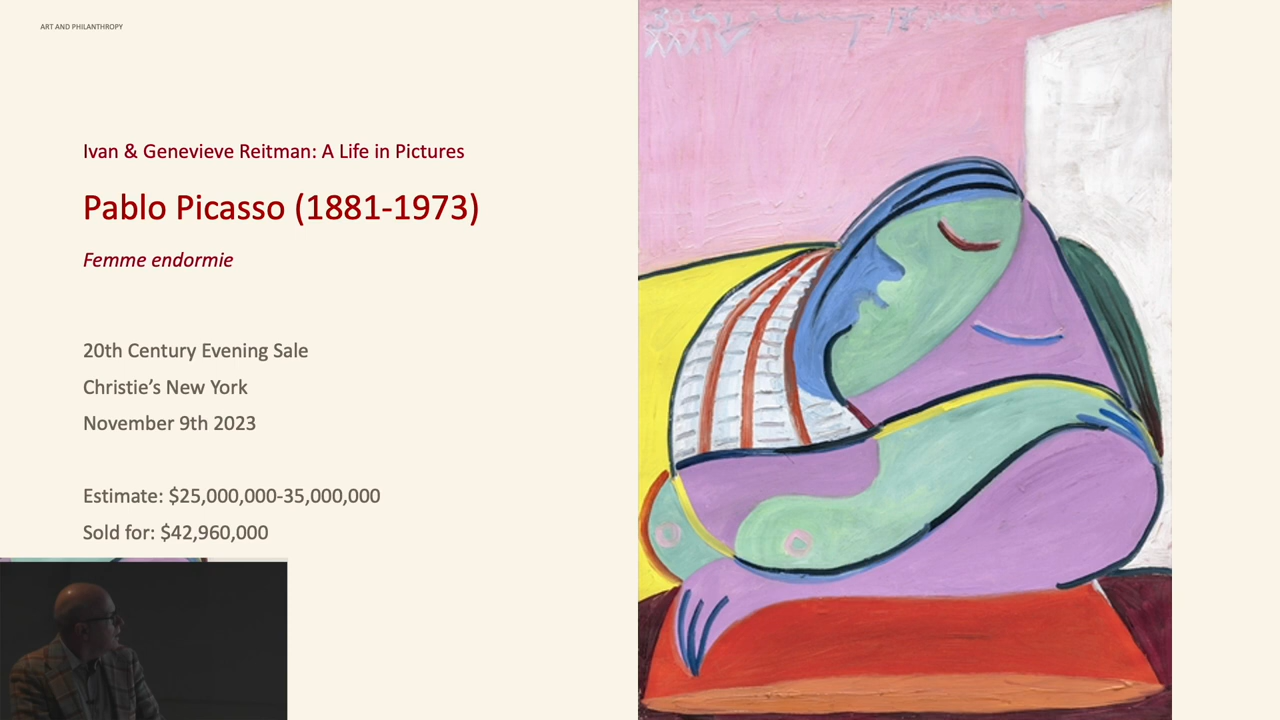 ART AND PHILANTHROPY
Ivan & Genevieve Reitman: A Life in Pictures
Pablo Picasso (1881-1973)
Femme endormie
20th Century Evening Sale
Christie’s New York
November 9th 2023
Estimate: $25,000,000-35,000,000
Sold for: $42,960,000
XXXIV